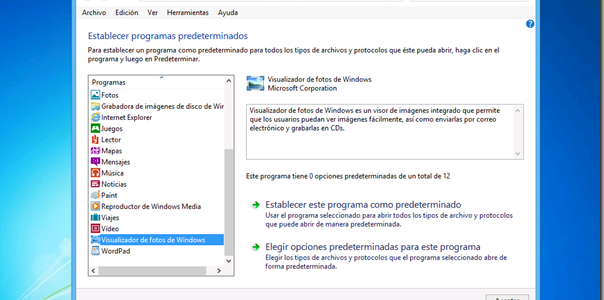 Archivo Edición Ver Herramientas Ayuda
Establecer programas predeterminados
Para establecer un programa como predeterminado para todos los tipos de archivos y protocolos que éste pueda abrir, haga clic en el
programa y luego en Predeterminar.
Programas
Fotos
Grabadora de imágenes de disco de Win
Internet Explorer
Juegos
Lector
Mapas
Mensajes
Música
Noticias
Paint
Reproductor de Windows Media
Viajes
Vídeo
Visualizador de fotos de Windows
WordPad
Visualizador de fotos de Windows
Microsoft Corporation
Visualizador de fotos de Windows es un visor de imágenes integrado que permite
que los usuarios puedan ver imágenes fácilmente, así como enviarlas por correo
electrónico y grabarlas en CDs.
Este programa tiene 0 opciones predeterminadas de un total de 12
Establecer este programa como predeterminado
Usar el programa seleccionado para abrir todos los tipos de archivo y protocolos
que puede abrir de manera predeterminada.
Elegir opciones predeterminadas para este programa
Elegir los tipos de archivos y protocolos que el programa seleccionado abre de
forma predeterminada.